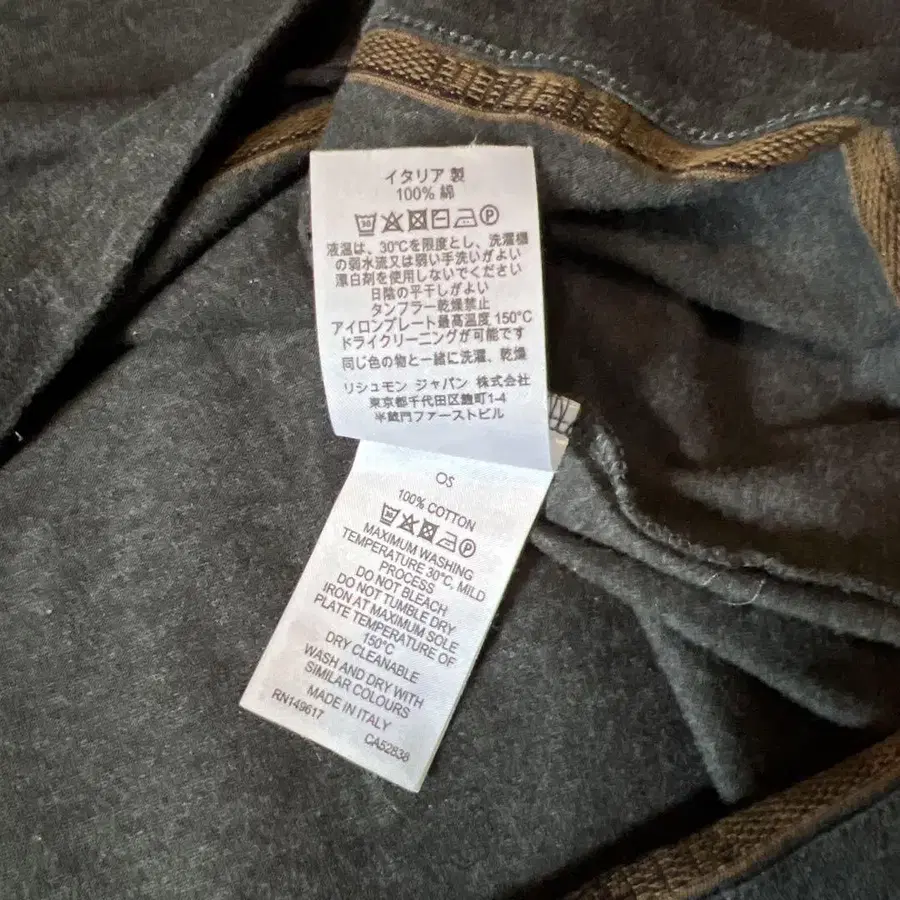 イタリア製
100% 綿
液温は、30℃を限度とし、洗濯機
の弱水流又は弱い手洗いがよい
漂白剤を使用しないでください
日陰の平干しがよい
タンブラー乾燥禁止
アイロンプレート最高温度 150℃
ドライクリーニングが可能です
同じ色の物と一緒に洗濯、乾燥
リシュモン ジャパン 株式会社
東京都千代田区麹町1-4
半蔵門ファーストビル
OS
100% COTTON
MAXIMUM WASHING
TEMPERATURE 30℃, MILD
PROCESS
DO NOT BLEACH
DO NOT TUMBLE DRY
IRON AT MAXIMUM SOLE
PLATE TEMPERATURE OF
150℃
DRY CLEANABLE
WASH AND DRY WITH
SIMILAR COLOURS
MADE IN ITALY
RN149617
CA52838